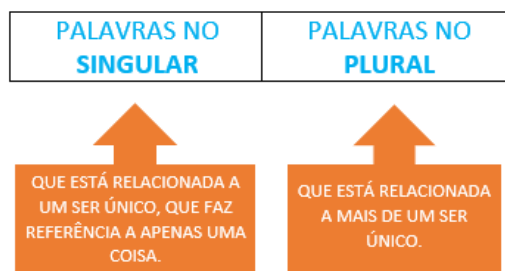 PALAVRAS NO
SINGULAR
PALAVRAS NO
PLURAL
QUE ESTÁ RELACIONADA A
UM SER ÚNICO, QUE FAZ
REFERÊNCIA A APENAS UMA
COISA.
QUE ESTÁ RELACIONADA
A MAIS DE UM SER
ÚNICO.